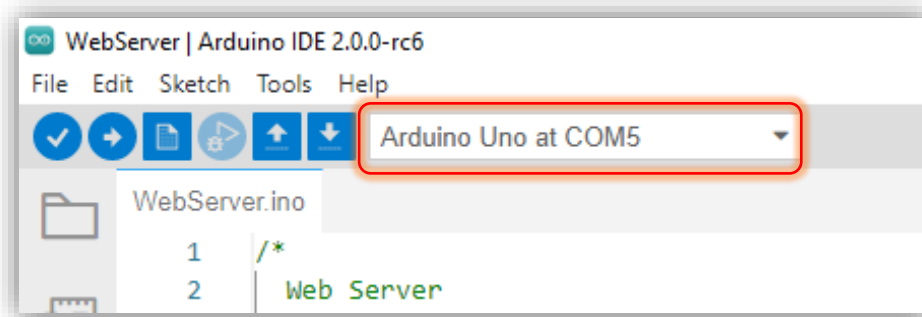 WebServer | Arduino IDE 2.0.0-rc6
File Edit Sketch Tools Help
Arduino Uno at COM5
WebServer.ino
1 /*
2 Web Server